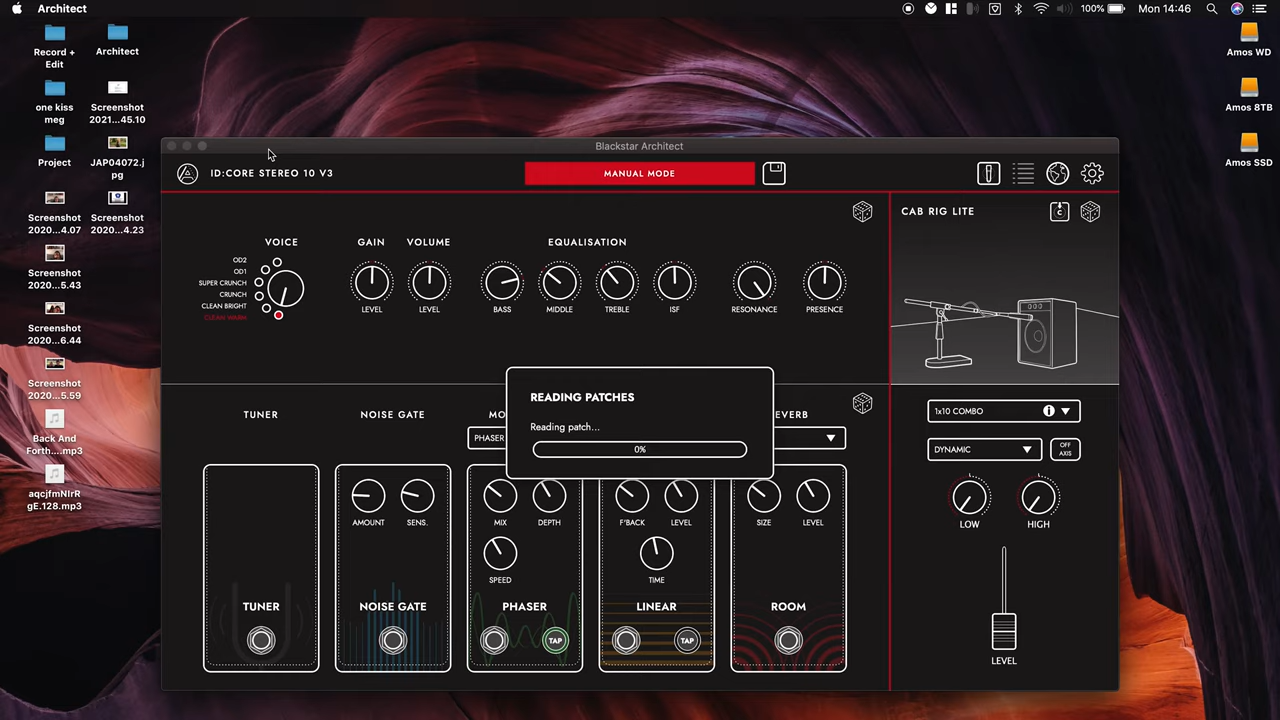 Architect
100%
Mon 14:46
Record +
Edit
Architect
one kiss
meg
Screenshot
2021...45.10
Project
JAP04072.j
pg
Screenshot
2020...4.07
Screenshot
2020...4.23
Screenshot
2020...5.43
Screenshot
2020...6.44
Screenshot
2020...5.59
Back And
Forth....mp3
aqcjfmNIrR
gE.128.mp3
Amos WD
Amos 8TB
Amos SSD
Blackstar Architect
ID:CORE STEREO 10 V3
MANUAL MODE
VOICE
OD2
OD1
SUPER CRUNCH
CRUNCH
CLEAN BRIGHT
CLEAN WARM
GAIN
LEVEL
VOLUME
LEVEL
EQUALISATION
BASS
MIDDLE
TREBLE
ISF
RESONANCE
PRESENCE
CAB RIG LITE
C
1x10 COMBO
i
DYNAMIC
OFF
AXIS
LOW
HIGH
LEVEL
READING PATCHES
Reading patch...
0%
TUNER
NOISE GATE
MO
EVERB
PHASER
AMOUNT
SENS.
MIX
DEPTH
SPEED
F'BACK
LEVEL
TIME
SIZE
LEVEL
TUNER
NOISE GATE
PHASER
LINEAR
ROOM
TAP
TAP